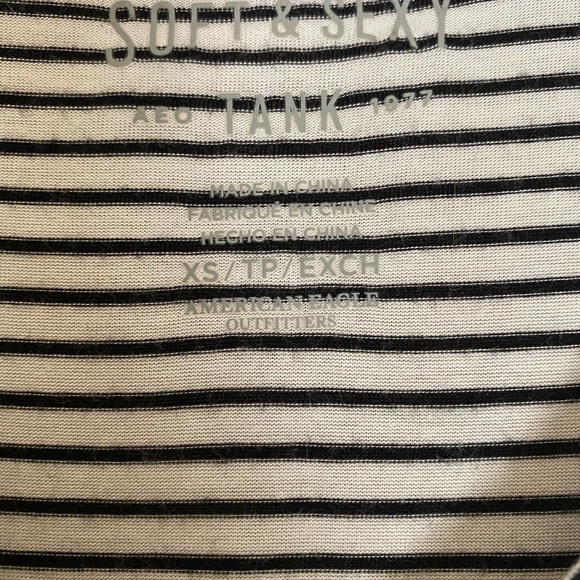 SOFT & SEXY
AEO TANK 1977
MADE IN CHINA
FABRIQUÉ EN CHINE
HECHO EN CHINA
XS/TP/EXCH
AMERICAN EAGLE
OUTFITTERS